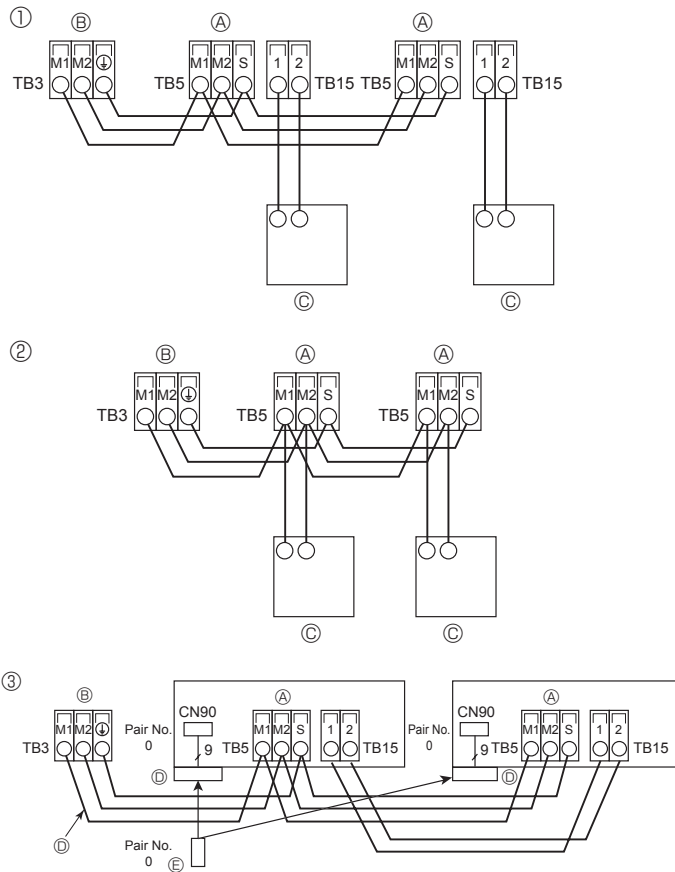 ①
Ⓑ Ⓐ Ⓐ
M1 M2 ⏚ M1 M2 S 1 2 M1 M2 S 1 2
TB3 TB5 TB15 TB5 TB15
Ⓒ Ⓒ
②
Ⓑ Ⓐ Ⓐ
M1 M2 ⏚ M1 M2 S M1 M2 S
TB3 TB5 TB5
Ⓒ Ⓒ
③
Ⓑ Ⓐ Ⓐ
CN90 CN90
M1 M2 ⏚ Pair No. M1 M2 S 1 2 Pair No. M1 M2 S 1 2
TB3 0 9 TB5 TB15 0 9 TB5 TB15
Ⓓ Ⓓ
Ⓓ Pair No.
0 Ⓔ